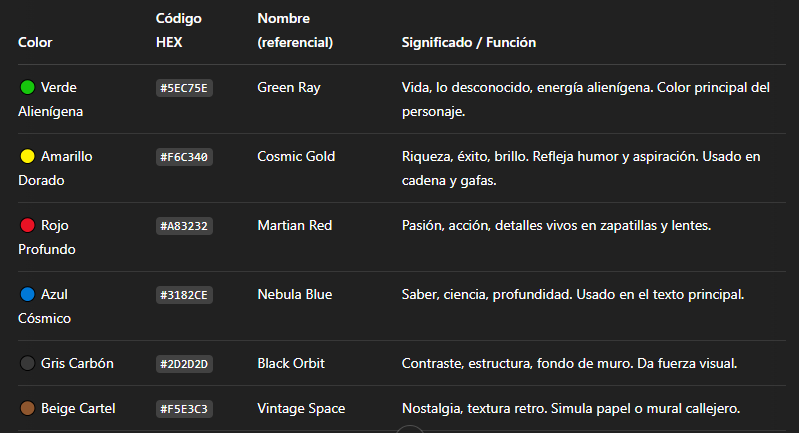 Color
Código HEX
Nombre (referencial)
Significado / Función
Verde Alienígena
#5EC75E
Green Ray
Vida, lo desconocido, energía alienígena. Color principal del personaje.
Amarillo Dorado
#F6C340
Cosmic Gold
Riqueza, éxito, brillo. Refleja humor y aspiración. Usado en cadena y gafas.
Rojo Profundo
#A83232
Martian Red
Pasión, acción, detalles vivos en zapatillas y lentes.
Azul Cósmico
#3182CE
Nebula Blue
Saber, ciencia, profundidad. Usado en el texto principal.
Gris Carbón
#2D2D2D
Black Orbit
Contraste, estructura, fondo de muro. Da fuerza visual.
Beige Cartel
#F5E3C3
Vintage Space
Nostalgia, textura retro. Simula papel o mural callejero.